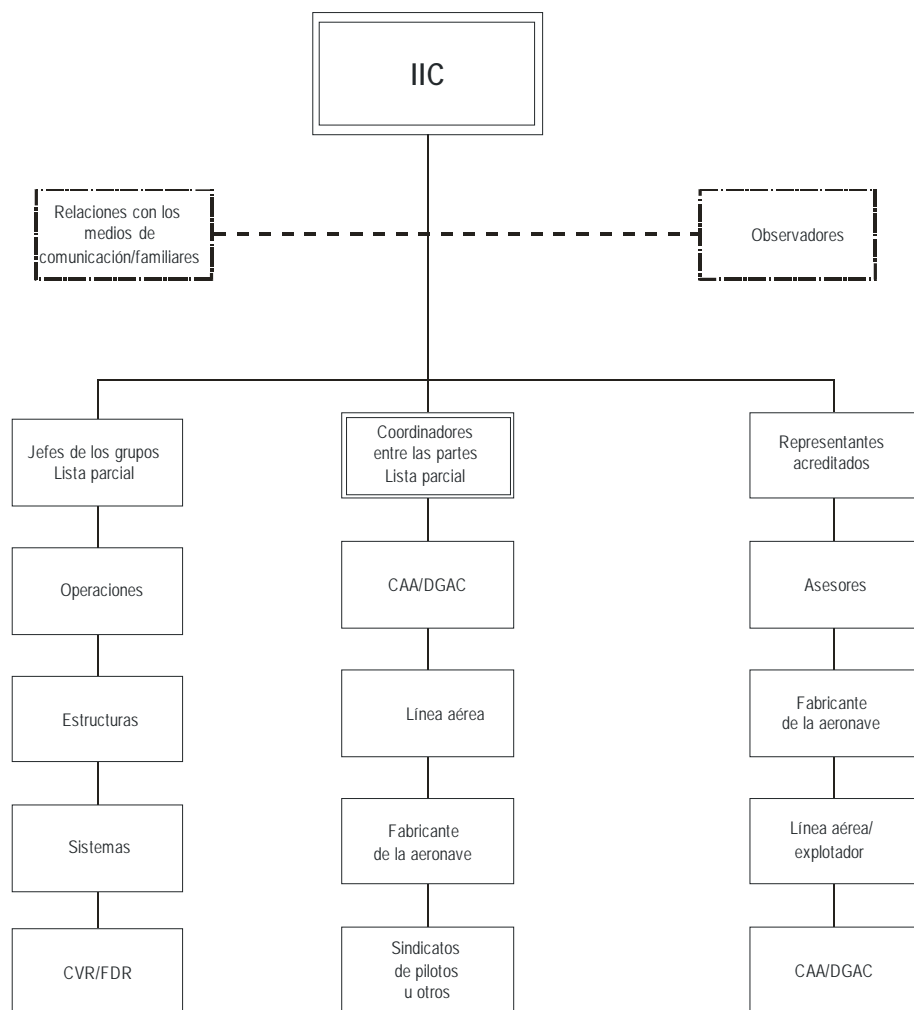 IIC
Relaciones con los
medios de
comunicación/familiares
Observadores
Jefes de los grupos
Lista parcial
Coordinadores
entre las partes
Lista parcial
Representantes
acreditados
Operaciones
CAA/DGAC
Asesores
Estructuras
Línea aérea
Fabricante
de la aeronave
Sistemas
Fabricante
de la aeronave
Línea aérea/
explotador
CVR/FDR
Sindicatos
de pilotos
u otros
CAA/DGAC